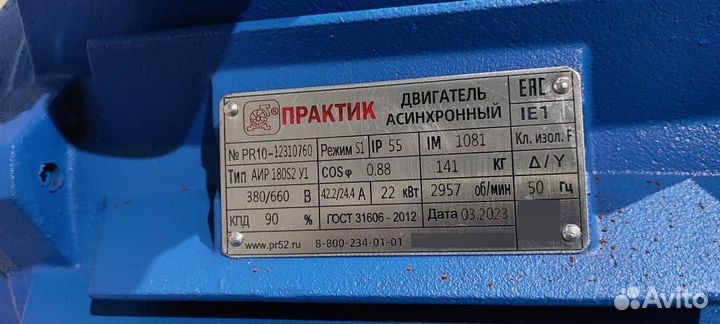 ® ПРАКТИК ДВИГАТЕЛЬ АСИНХРОННЫЙ ЕАС
IE1
№ PR10-12310760 Режим S1 IP 55 IM 1081 Кл. изол. F
Тип АИР 180S2 У1 COS φ 0.88 141 кг Δ/Y
380/660 В 42.2/24.4 А 22 кВт 2957 об/мин 50 Гц
КПД 90 % ГОСТ 31606 - 2012 Дата 03.2023
www.pr52.ru 8-800-234-01-01
Avito